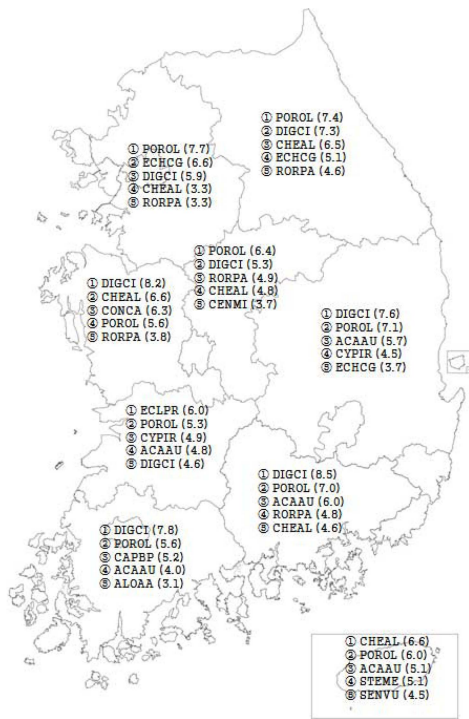 ① POROL (7.4)
② DIGCI (7.3)
③ CHEAL (6.5)
④ ECHCG (5.1)
⑤ RORPA (4.6)
① POROL (7.7)
② ECHCG (6.6)
③ DIGCI (5.9)
④ CHEAL (3.3)
⑤ RORPA (3.3)
① POROL (6.4)
② DIGCI (5.3)
③ RORPA (4.9)
④ CHEAL (4.8)
⑤ CENMI (3.7)
① DIGCI (8.2)
② CHEAL (6.6)
③ CONCA (6.3)
④ POROL (5.6)
⑤ RORPA (3.8)
① DIGCI (7.6)
② POROL (7.1)
③ ACAAU (5.7)
④ CYPIR (4.5)
⑤ ECHCG (3.7)
① ECLPR (6.0)
② POROL (5.3)
③ CYPIR (4.9)
④ ACAAU (4.8)
⑤ DIGCI (4.6)
① DIGCI (8.5)
② POROL (7.0)
③ ACAAU (6.0)
④ RORPA (4.8)
⑤ CHEAL (4.6)
① DIGCI (7.8)
② POROL (5.6)
③ CAPBP (5.2)
④ ACAAU (4.0)
⑤ ALOAA (3.1)
① CHEAL (6.6)
② POROL (6.0)
③ ACAAU (5.1)
④ STEME (5.1)
⑤ SENVU (4.5)